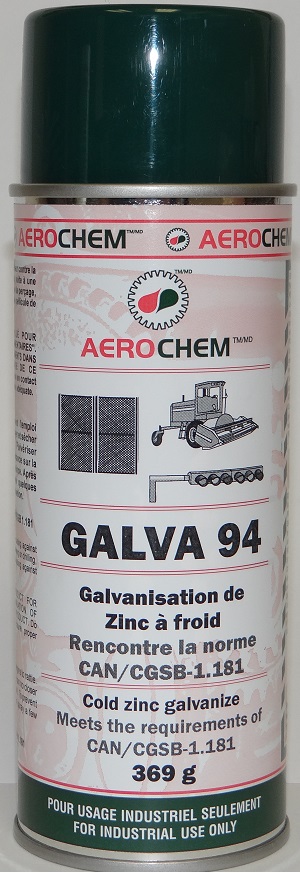 AEROCHEM TM/MD AEROCHEM
TM/MD
AEROCHEM TM/MD
GALVA 94
Galvanisation de
Zinc à froid
Rencontre la norme
CAN/CGSB-1.181
Cold zinc galvanize
Meets the requirements of
CAN/CGSB-1.181
369 g
POUR USAGE INDUSTRIEL SEULEMENT
FOR INDUSTRIAL USE ONLY